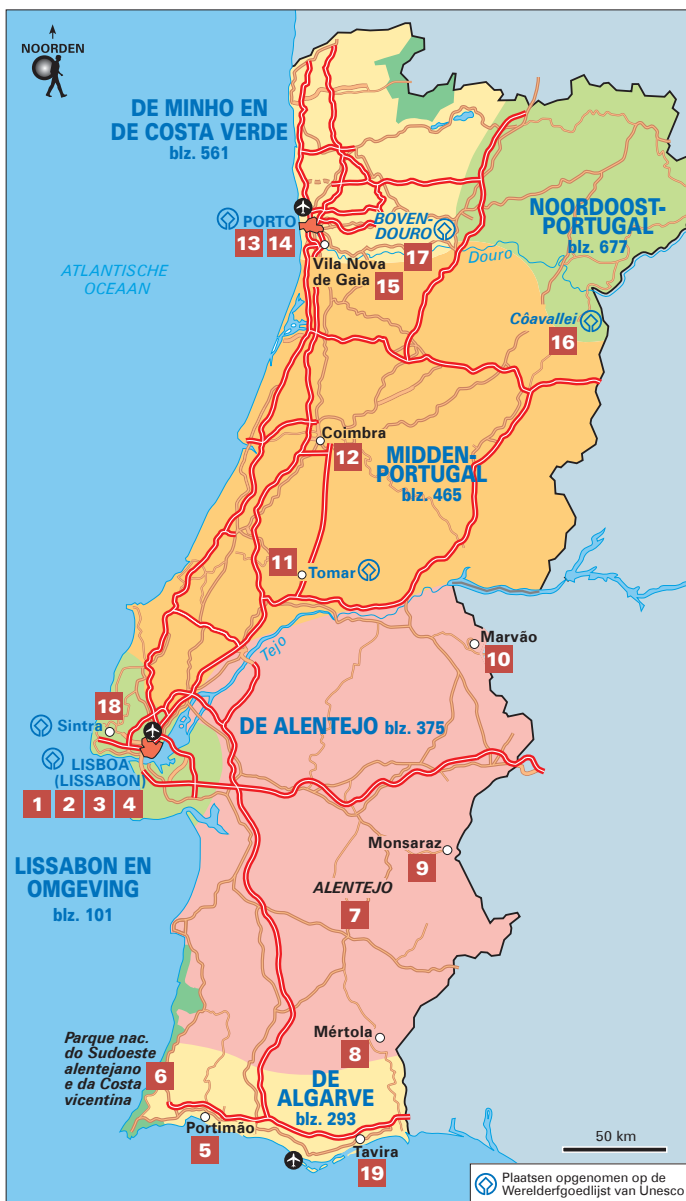 NOORDEN
DE MINHO EN
DE COSTA VERDE
blz. 561
PORTO
13 14
BOVEN-
DOURO
17
NOORDOOST-
PORTUGAL
blz. 677
Douro
Vila Nova
de Gaia
15
ATLANTISCHE
OCEAAN
Côavallei
16
Coimbra
12
MIDDEN-
PORTUGAL
blz. 465
11
Tomar
Tejo
Marvão
10
18
Sintra
DE ALENTEJO blz. 375
LISBOA
(LISSABON)
1 2 3 4
LISSABON EN
OMGEVING
blz. 101
Monsaraz
9
ALENTEJO
7
Mértola
8
Parque nac.
do Sudoeste
alentejano
e da Costa
vicentina
6
DE
ALGARVE
blz. 293
Portimão
5
Tavira
19
50 km
Plaatsen opgenomen op de
Werelderfgoedlijst van Unesco